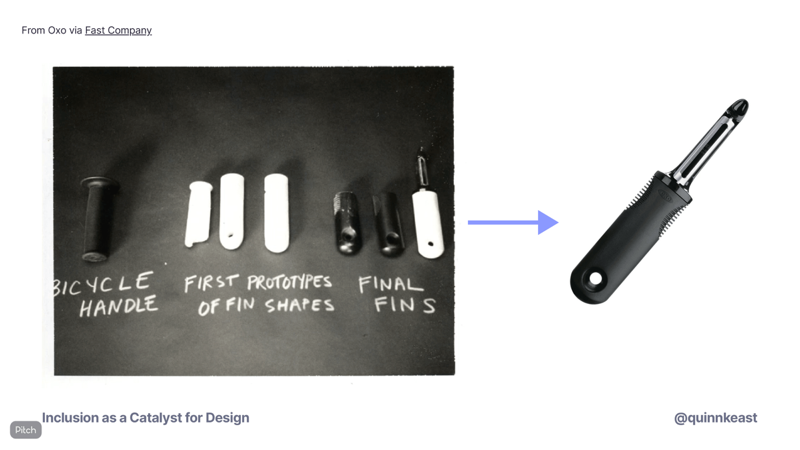 From Oxo via Fast Company
BICYCLE
HANDLE
FIRST PROTOTYPES
OF FIN SHAPES
FINAL
FINS
Inclusion as a Catalyst for Design
@quinnkeast
Pitch